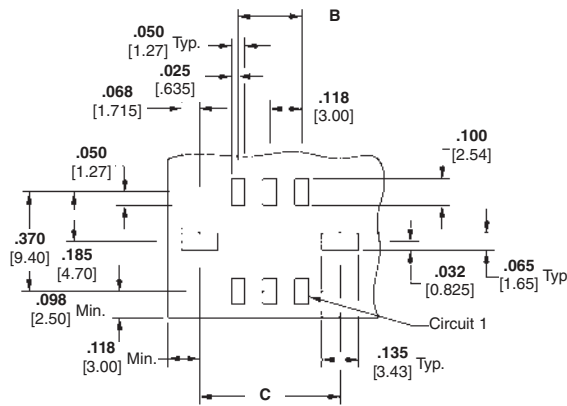 B
.050
[1.27] Typ.
.025
[.635]
.068
[1.715]
.118
[3.00]
.100
[2.54]
.050
[1.27]
.370
[9.40]
.185
[4.70]
.032
[0.825]
.065
[1.65] Typ
.098
[2.50] Min.
Circuit 1
.118
[3.00] Min.
.135
[3.43] Typ.
C